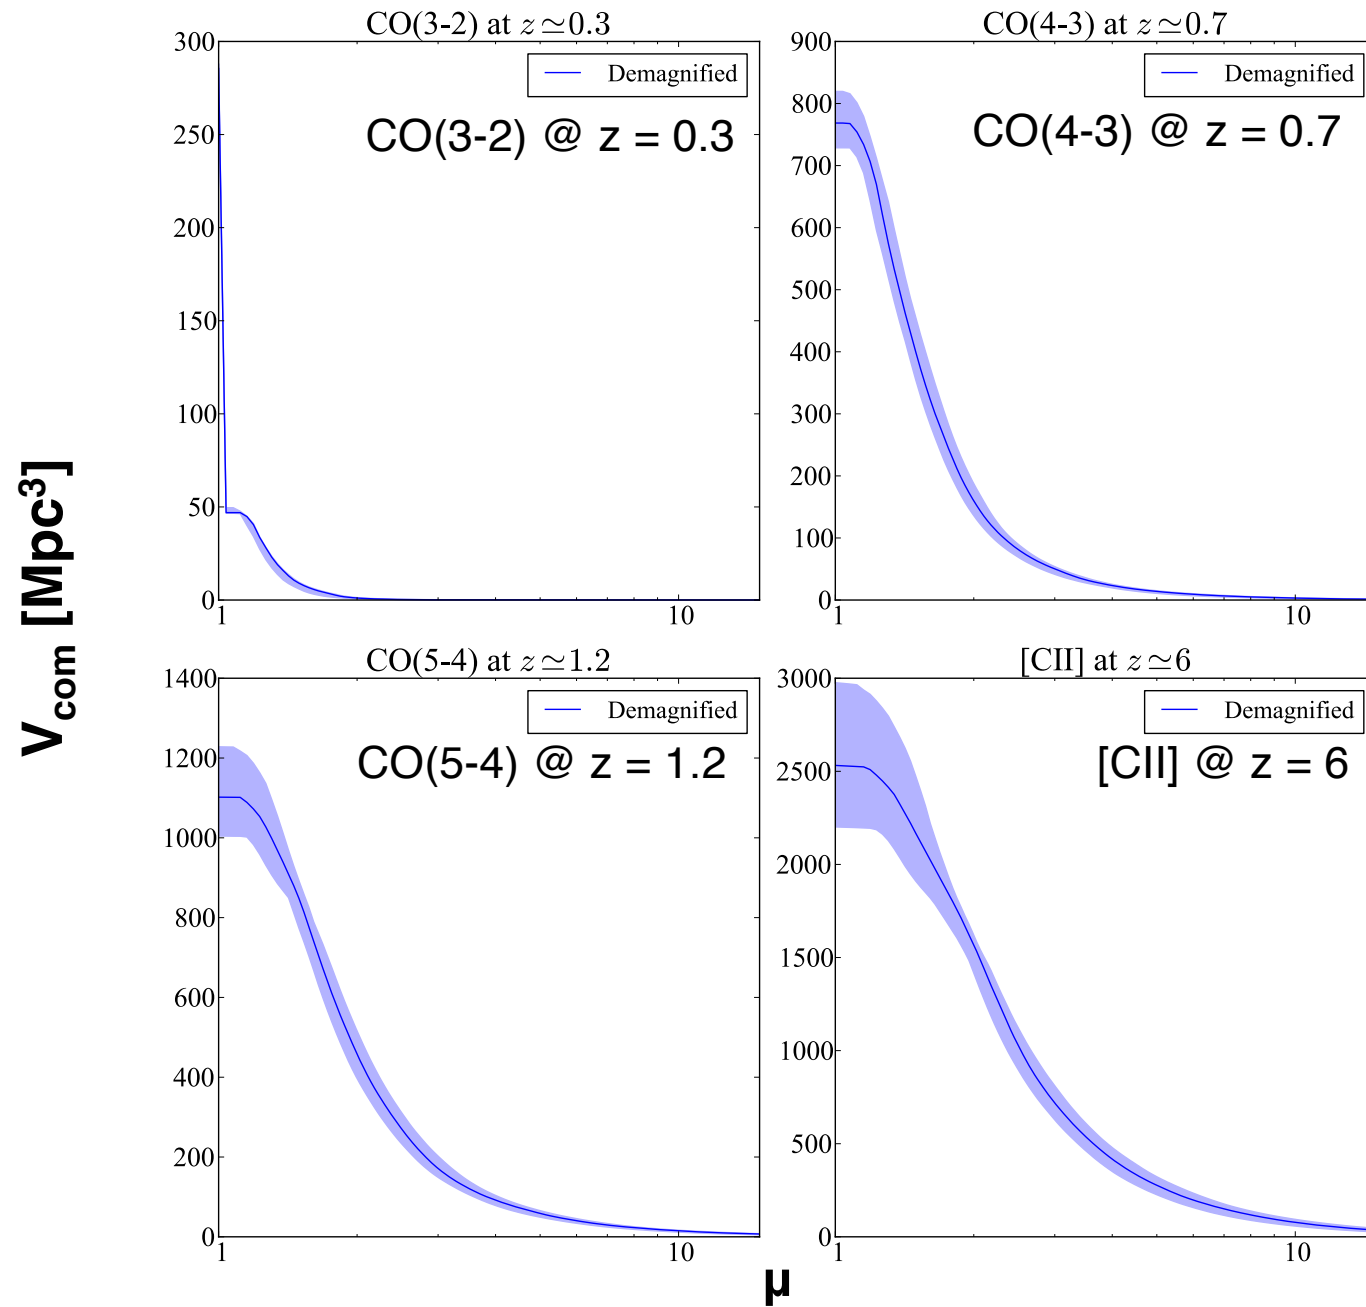 CO(3-2) at z≃0.3
300
250
200
150
100
50
0
1
10
Demagnified
CO(3-2) @ z = 0.3
CO(4-3) at z≃0.7
900
800
700
600
500
400
300
200
100
0
1
10
Demagnified
CO(4-3) @ z = 0.7
V_com [Mpc³]
CO(5-4) at z≃1.2
1400
1200
1000
800
600
400
200
0
1
10
Demagnified
CO(5-4) @ z = 1.2
[CII] at z≃6
3000
2500
2000
1500
1000
500
0
1
10
Demagnified
[CII] @ z = 6
μ